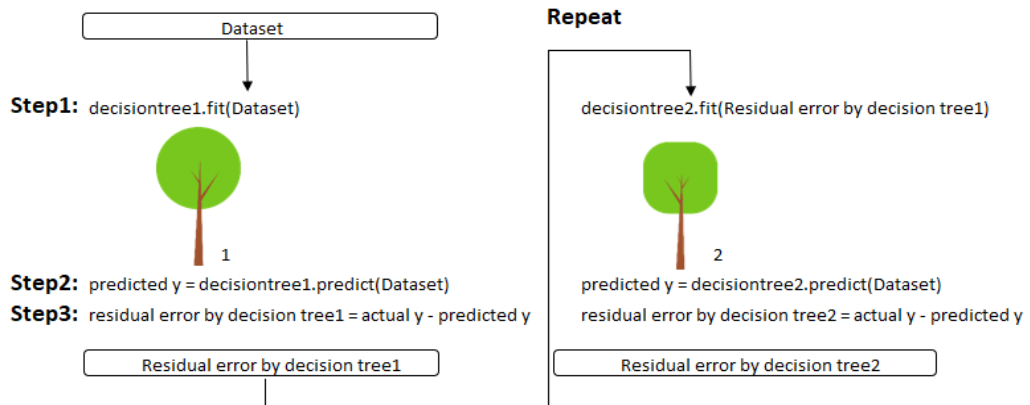 Dataset
Step1: decisiontree1.fit(Dataset)
1
Step2: predicted y = decisiontree1.predict(Dataset)
Step3: residual error by decision tree1 = actual y - predicted y
Residual error by decision tree1
Repeat
decisiontree2.fit(Residual error by decision tree1)
2
predicted y = decisiontree2.predict(Dataset)
residual error by decision tree2 = actual y - predicted y
Residual error by decision tree2